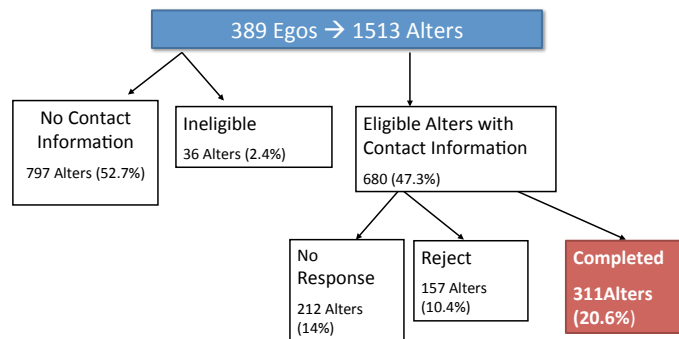 389 Egos → 1513 Alters
No Contact
Information
797 Alters (52.7%)
Ineligible
36 Alters (2.4%)
Eligible Alters with
Contact Information
680 (47.3%)
No
Response
212 Alters
(14%)
Reject
157 Alters
(10.4%)
Completed
311Alters
(20.6%)